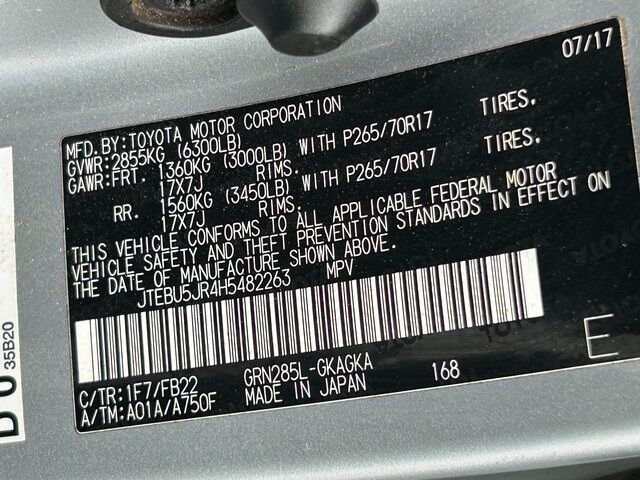 07/17
MFD.BY:TOYOTA MOTOR CORPORATION
GVWR:2855KG (6300LB)
GAWR:FRT. 1360KG (3000LB) WITH P265/70R17 TIRES,
17X7J RIMS.
RR. 1560KG (3450LB) WITH P265/70R17 TIRES,
17X7J RIMS.
THIS VEHICLE CONFORMS TO ALL APPLICABLE FEDERAL MOTOR
VEHICLE SAFETY AND THEFT PREVENTION STANDARDS IN EFFECT ON
THE DATE OF MANUFACTURE SHOWN ABOVE.
JTEBU5JR4H5482263 MPV
E
C/TR:1F7/FB22 GRN285L-GKAGKA 168
A/TM:A01A/A750F MADE IN JAPAN
35B20